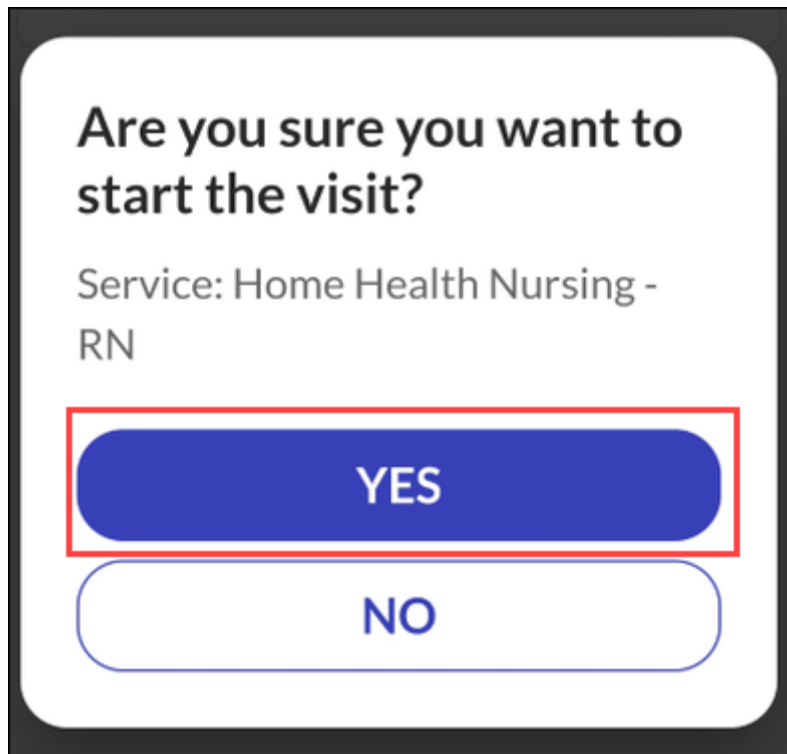 Are you sure you want to
start the visit?
Service: Home Health Nursing -
RN
YES
NO